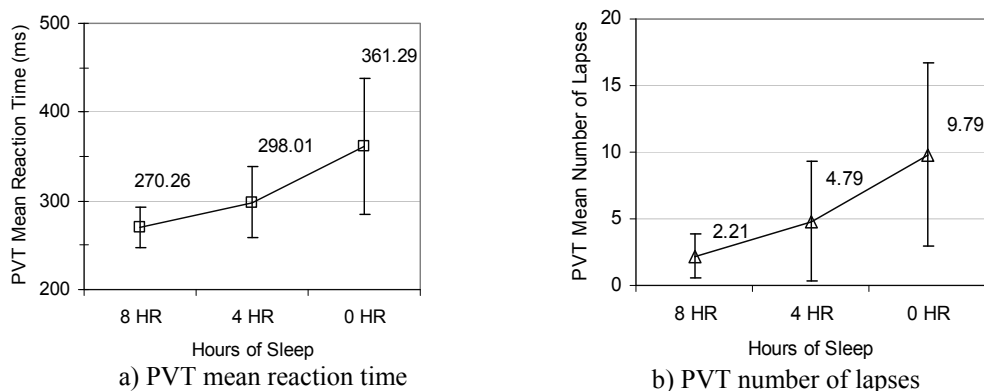 PVT Mean Reaction Time (ms)
500
400
300
200
270.26
298.01
361.29
8 HR
4 HR
0 HR
Hours of Sleep
a) PVT mean reaction time
PVT Mean Number of Lapses
20
15
10
5
0
2.21
4.79
9.79
8 HR
4 HR
0 HR
Hours of Sleep
b) PVT number of lapses